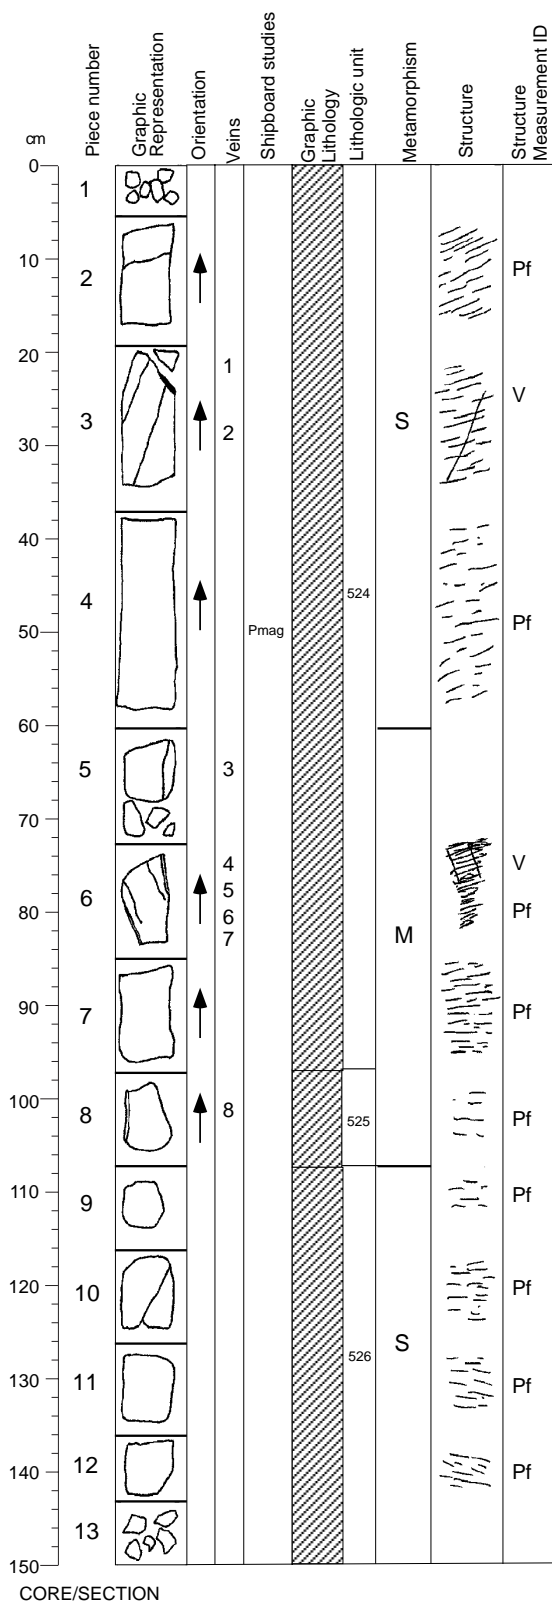 cm
Piece number
Graphic Representation
Orientation
Veins
Shipboard studies
Graphic Lithology
Lithologic unit
Metamorphism
Structure
Structure Measurement ID
0
1
10
2
Pf
20
1
V
3
2
S
30
40
4
524
50
Pmag
Pf
60
5
3
70
4
V
6
5
80
6
Pf
7
M
90
7
Pf
100
8
8
525
Pf
110
9
Pf
120
10
Pf
S
526
130
11
Pf
140
12
Pf
13
150
CORE/SECTION